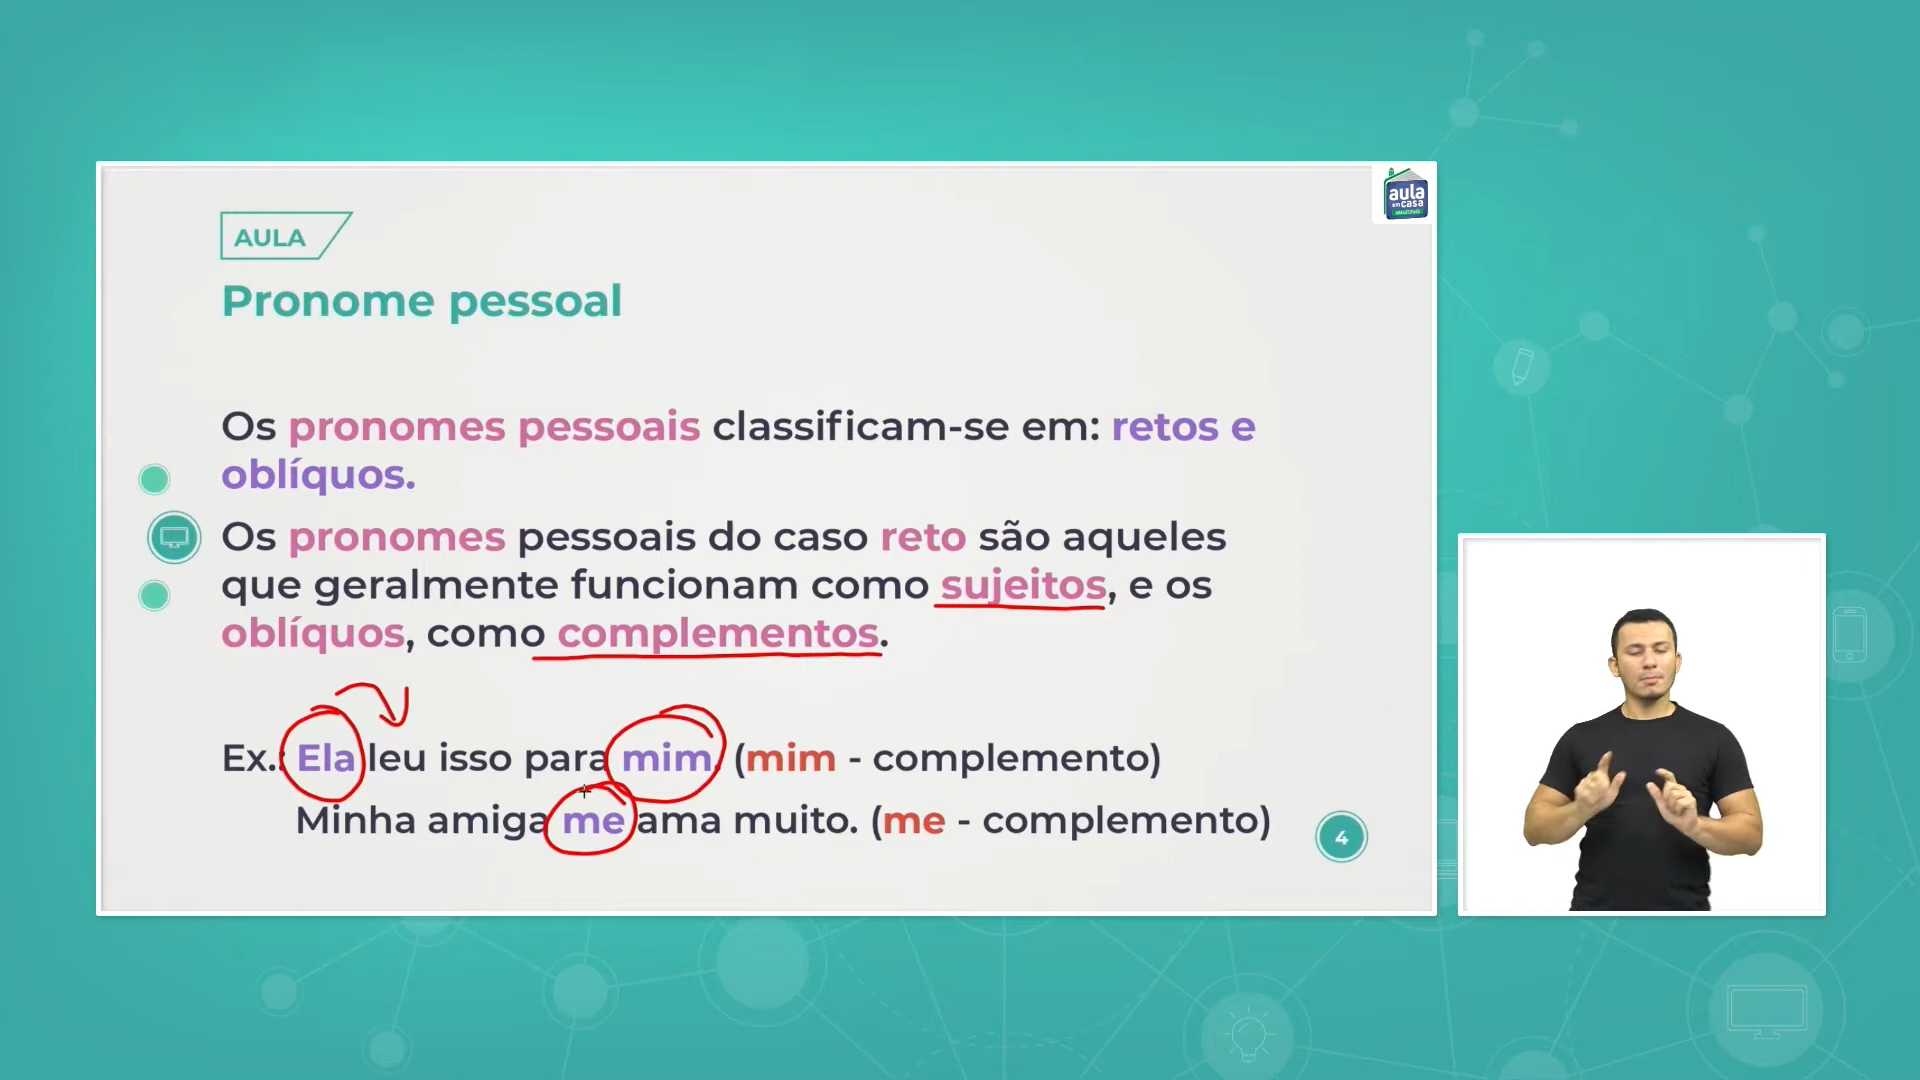 aula
em casa
AMAZONAS
AULA
Pronome pessoal
Os pronomes pessoais classificam-se em: retos e
oblíquos.
Os pronomes pessoais do caso reto são aqueles
que geralmente funcionam como sujeitos, e os
oblíquos, como complementos.
Ex.: Ela leu isso para mim. (mim - complemento)
Minha amiga me ama muito. (me - complemento)
4